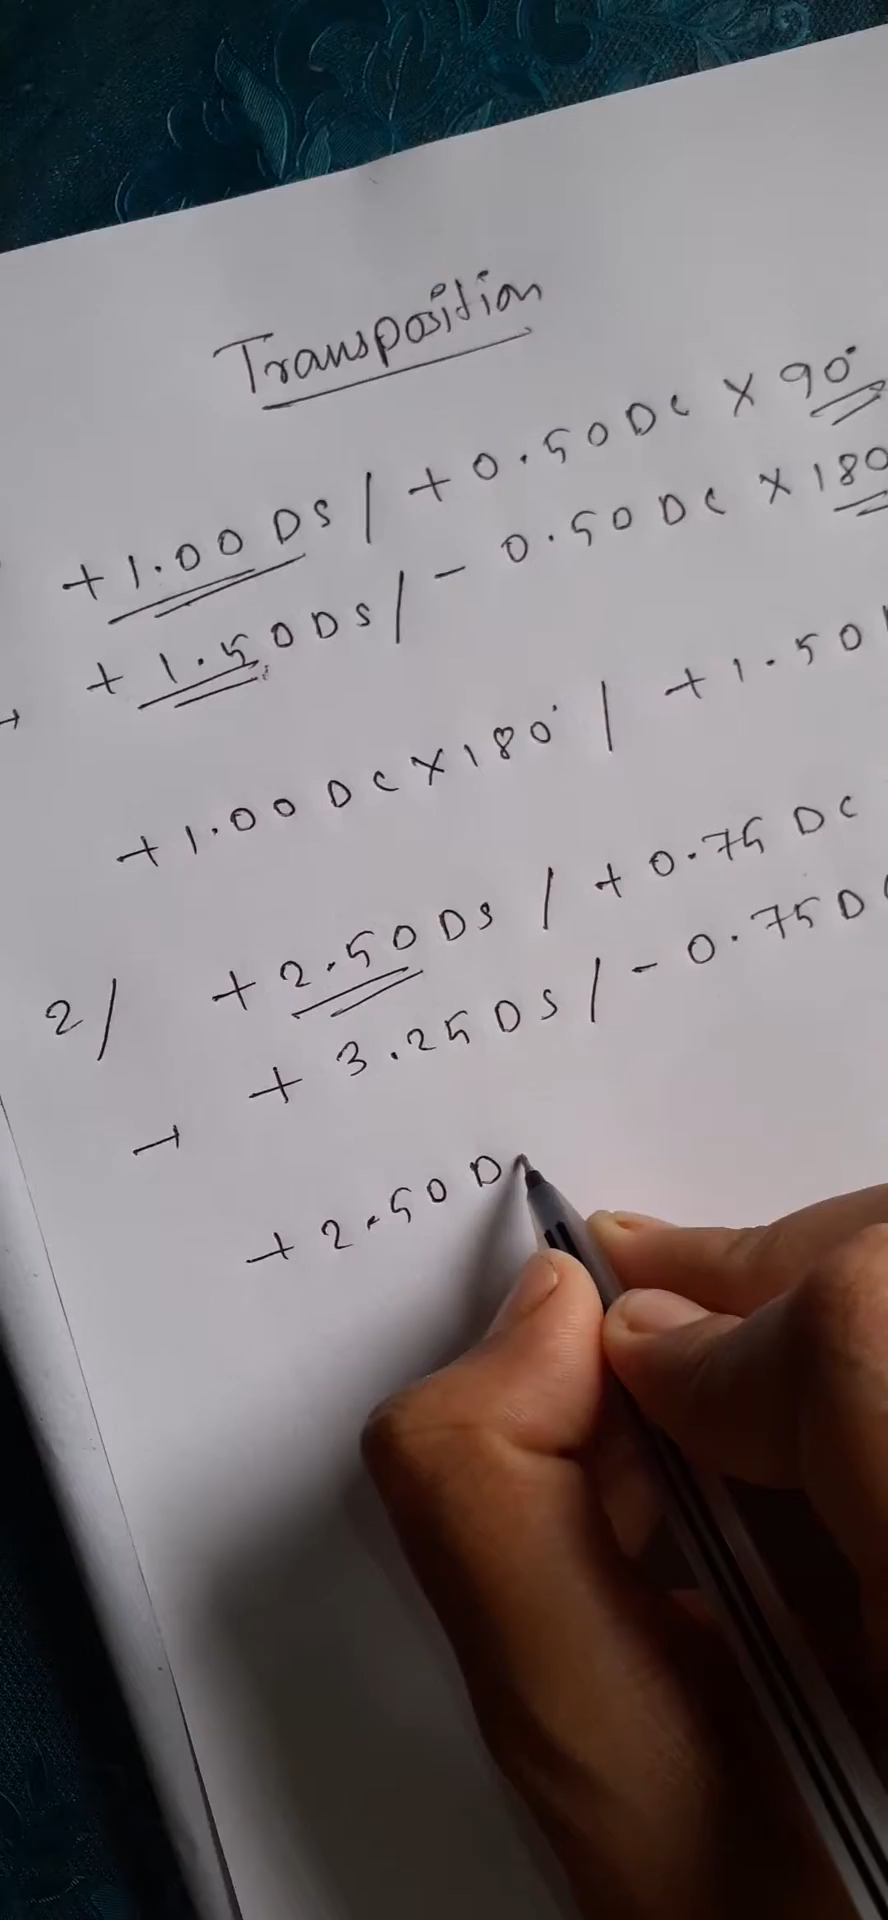 Transposition
+1.00 DS / +0.50 DC X 90°
→ +1.50 DS / -0.50 DC X 180
+1.00 DC X 180° / +1.50
2/ +2.50 DS / +0.75 DC
→ +3.25 DS / -0.75 D
+2.50 D